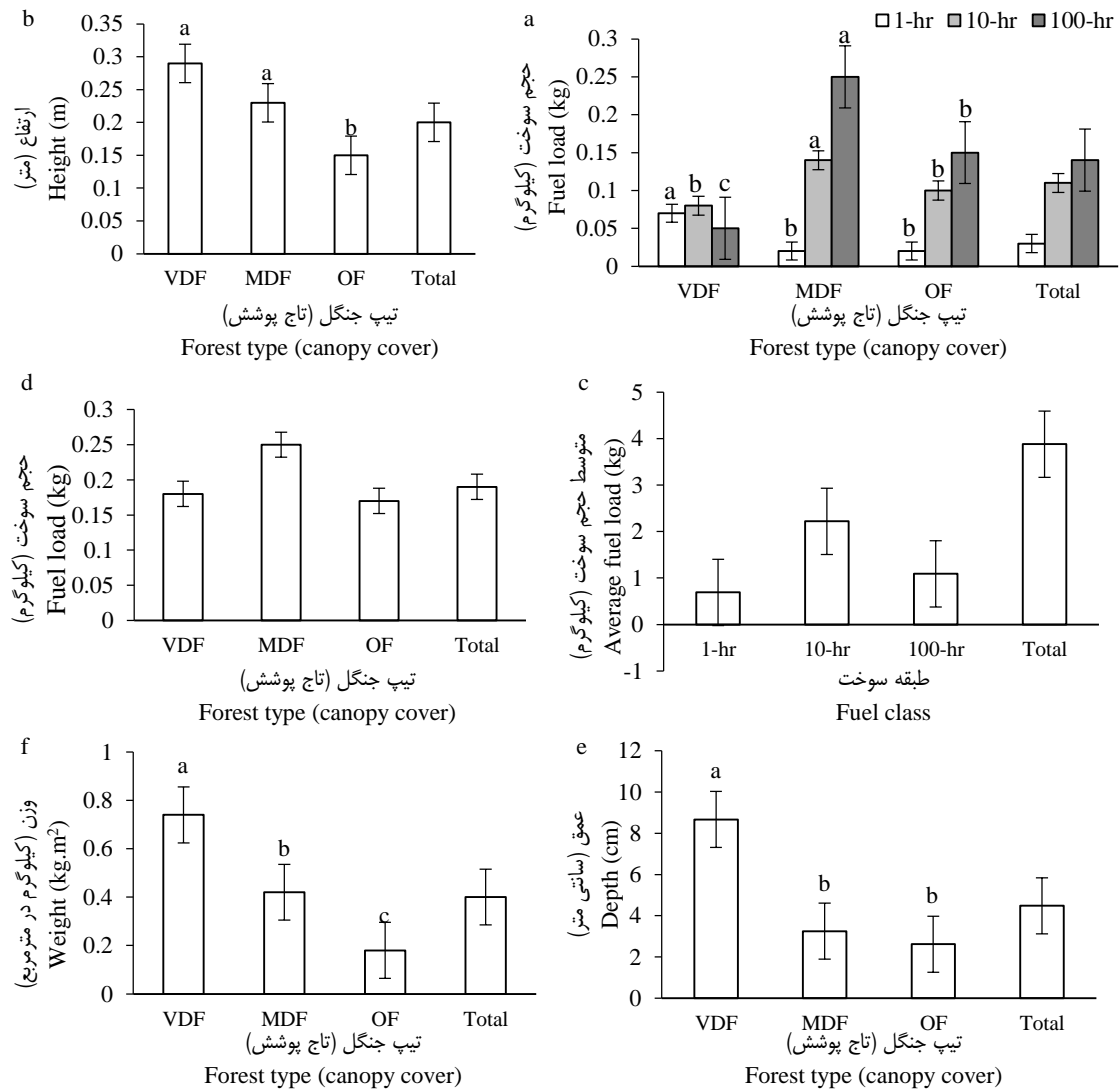 b
a a b
0.35
0.3
0.25
0.2
0.15
0.1
0.05
0
ارتفاع (متر)
Height (m)
VDF MDF OF Total
تیپ جنگل (تاج پوشش)
Forest type (canopy cover)
a
1-hr 10-hr 100-hr
a b c b a a b b b
0.3
0.25
0.2
0.15
0.1
0.05
0
حجم سوخت (کیلوگرم)
Fuel load (kg)
VDF MDF OF Total
تیپ جنگل (تاج پوشش)
Forest type (canopy cover)
d
0.3
0.25
0.2
0.15
0.1
0.05
0
حجم سوخت (کیلوگرم)
Fuel load (kg)
VDF MDF OF Total
تیپ جنگل (تاج پوشش)
Forest type (canopy cover)
c
5
4
3
2
1
0
-1
متوسط حجم سوخت (کیلوگرم)
Average fuel load (kg)
1-hr 10-hr 100-hr Total
طبقه سوخت
Fuel class
f
a b c
1
0.8
0.6
0.4
0.2
0
وزن (کیلوگرم در مترمربع)
Weight (kg.m²)
VDF MDF OF Total
تیپ جنگل (تاج پوشش)
Forest type (canopy cover)
e
a b b
12
10
8
6
4
2
0
عمق (سانتی متر)
Depth (cm)
VDF MDF OF Total
تیپ جنگل (تاج پوشش)
Forest type (canopy cover)